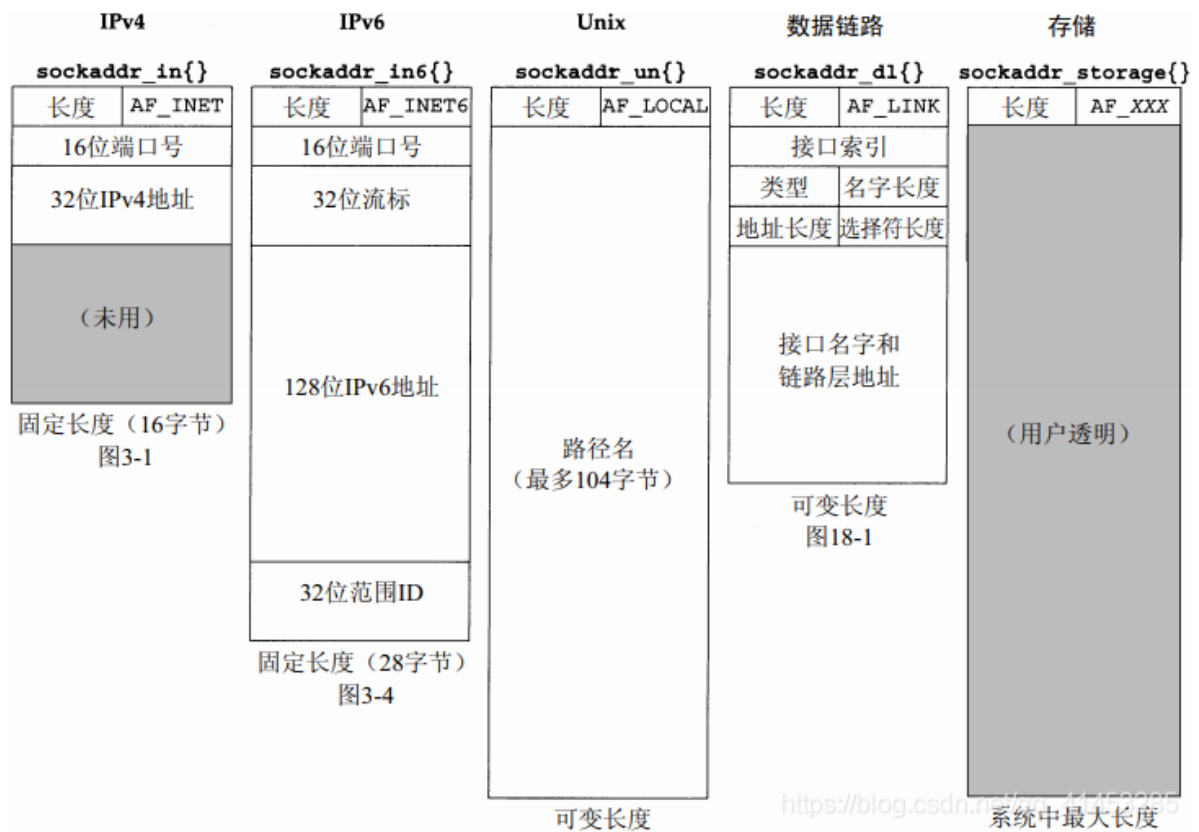 IPv4
sockaddr_in{}
长度 AF_INET
16位端口号
32位IPv4地址
（未用）
固定长度（16字节）
图3-1
IPv6
sockaddr_in6{}
长度 AF_INET6
16位端口号
32位流标
128位IPv6地址
32位范围ID
固定长度（28字节）
图3-4
Unix
sockaddr_un{}
长度 AF_LOCAL
路径名
（最多104字节）
可变长度
数据链路
sockaddr_dl{}
长度 AF_LINK
接口索引
类型 名字长度
地址长度 选择符长度
接口名字和
链路层地址
可变长度
图18-1
存储
sockaddr_storage{}
长度 AF_XXX
（用户透明）
系统中最大长度